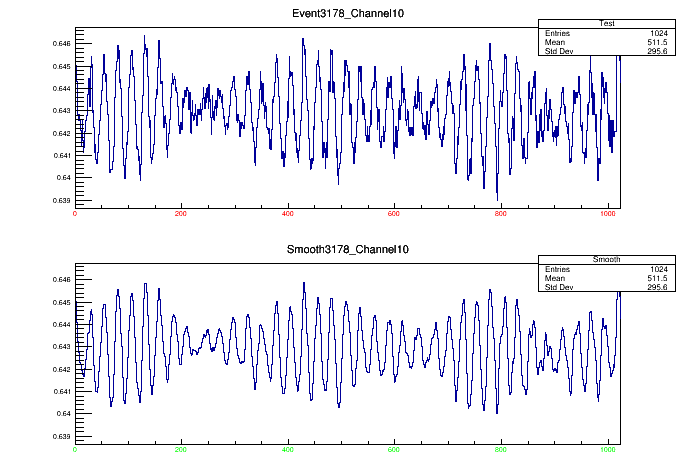 Event3178_Channel10
Test
Entries 1024
Mean 511.5
Std Dev 295.6
0.646
0.645
0.644
0.643
0.642
0.641
0.64
0.639
0 200 400 600 800 1000
Smooth3178_Channel10
Smooth
Entries 1024
Mean 511.5
Std Dev 295.6
0.646
0.645
0.644
0.643
0.642
0.641
0.64
0.639
0 200 400 600 800 1000